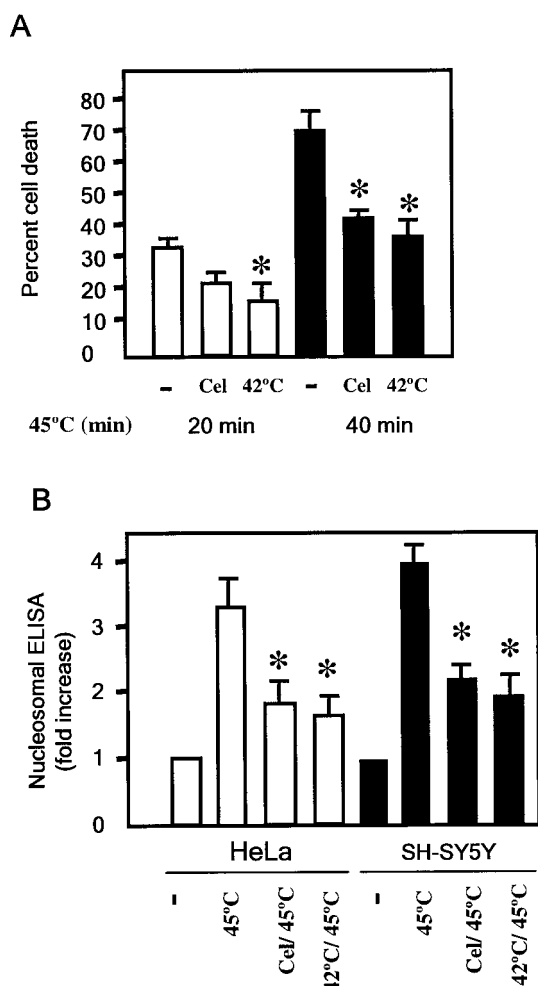 A
Percent cell death
80
70
60
50
40
30
20
10
0
*
*
*
- Cel 42ºC - Cel 42ºC
45ºC (min) 20 min 40 min
B
Nucleosomal ELISA
(fold increase)
4
3
2
1
0
* *
* *
HeLa SH-SY5Y
-
45ºC
Cel/ 45ºC
42ºC/ 45ºC
-
45ºC
Cel/ 45ºC
42ºC/ 45ºC